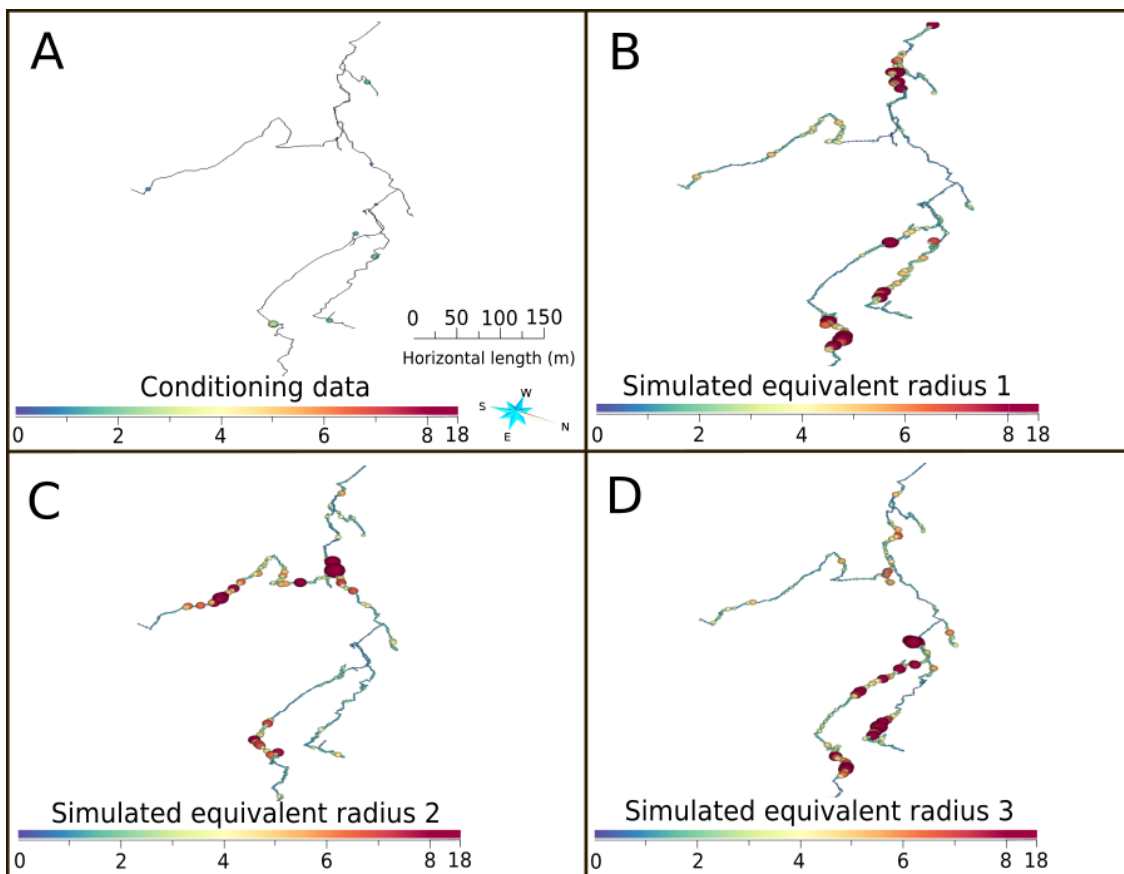 A
0 50 100 150
Horizontal length (m)
Conditioning data
0 2 4 6 8 18
W
S
N
E
B
Simulated equivalent radius 1
0 2 4 6 8 18
C
Simulated equivalent radius 2
0 2 4 6 8 18
D
Simulated equivalent radius 3
0 2 4 6 8 18